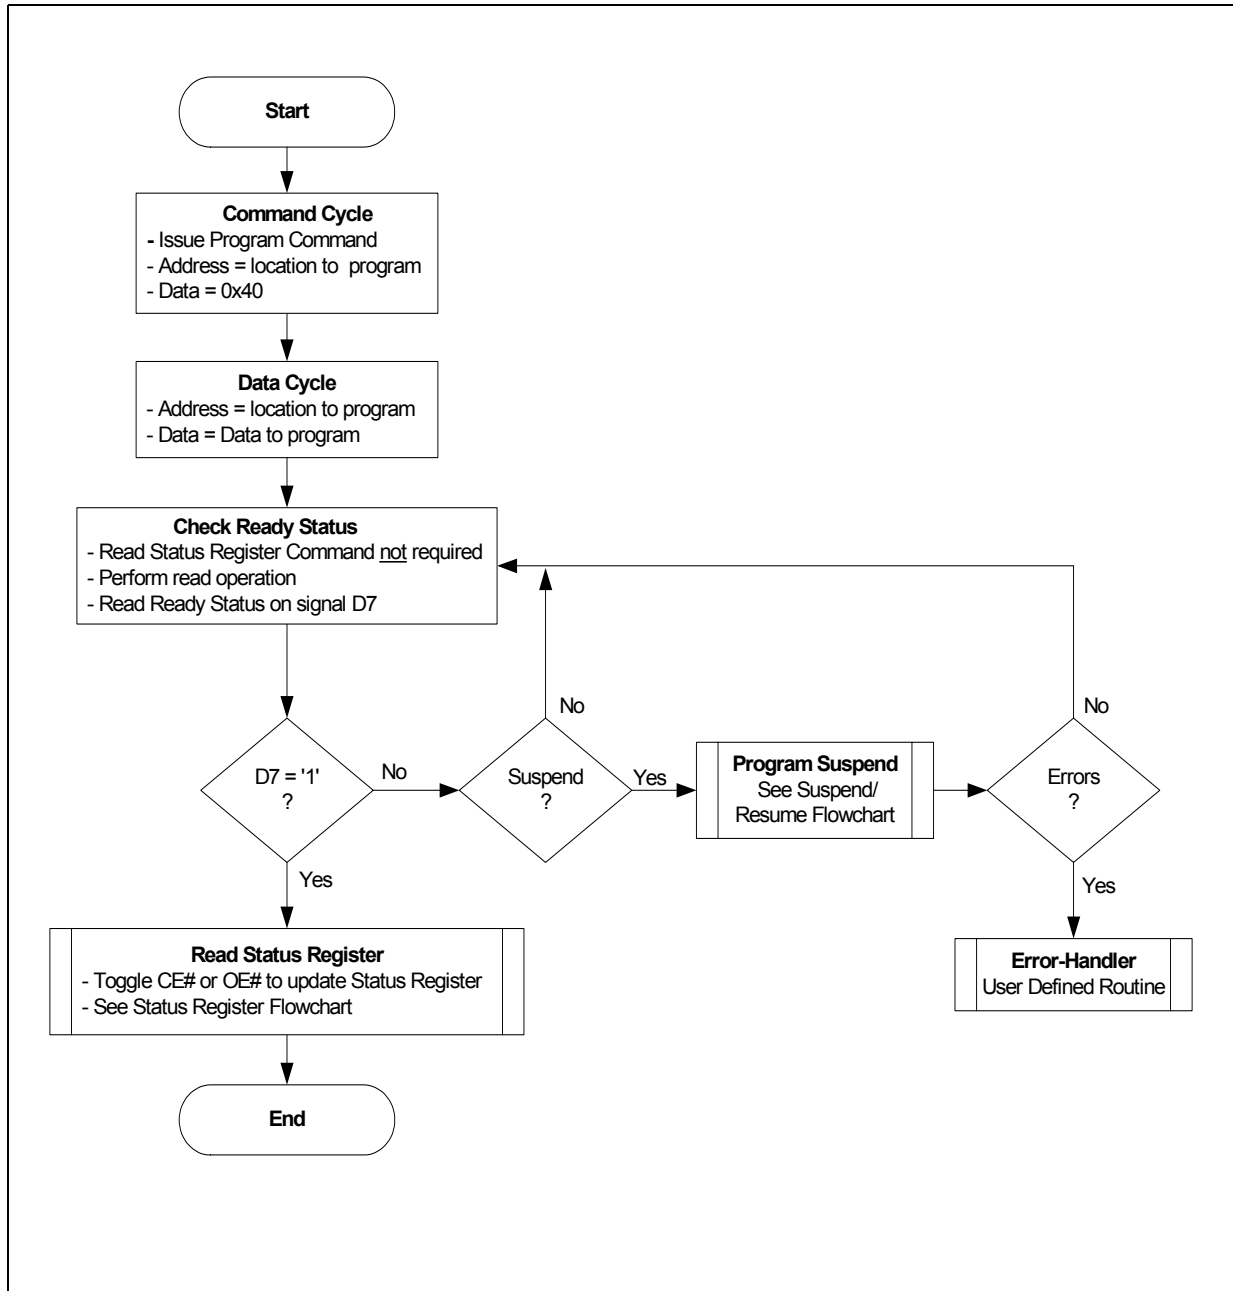 Start
Command Cycle
- Issue Program Command
- Address = location to program
- Data = 0x40
Data Cycle
- Address = location to program
- Data = Data to program
Check Ready Status
- Read Status Register Command not required
- Perform read operation
- Read Ready Status on signal D7
D7 = '1'
?
No
Yes
Suspend
?
No
Yes
Program Suspend
See Suspend/
Resume Flowchart
Errors
?
No
Yes
Error-Handler
User Defined Routine
Read Status Register
- Toggle CE# or OE# to update Status Register
- See Status Register Flowchart
End